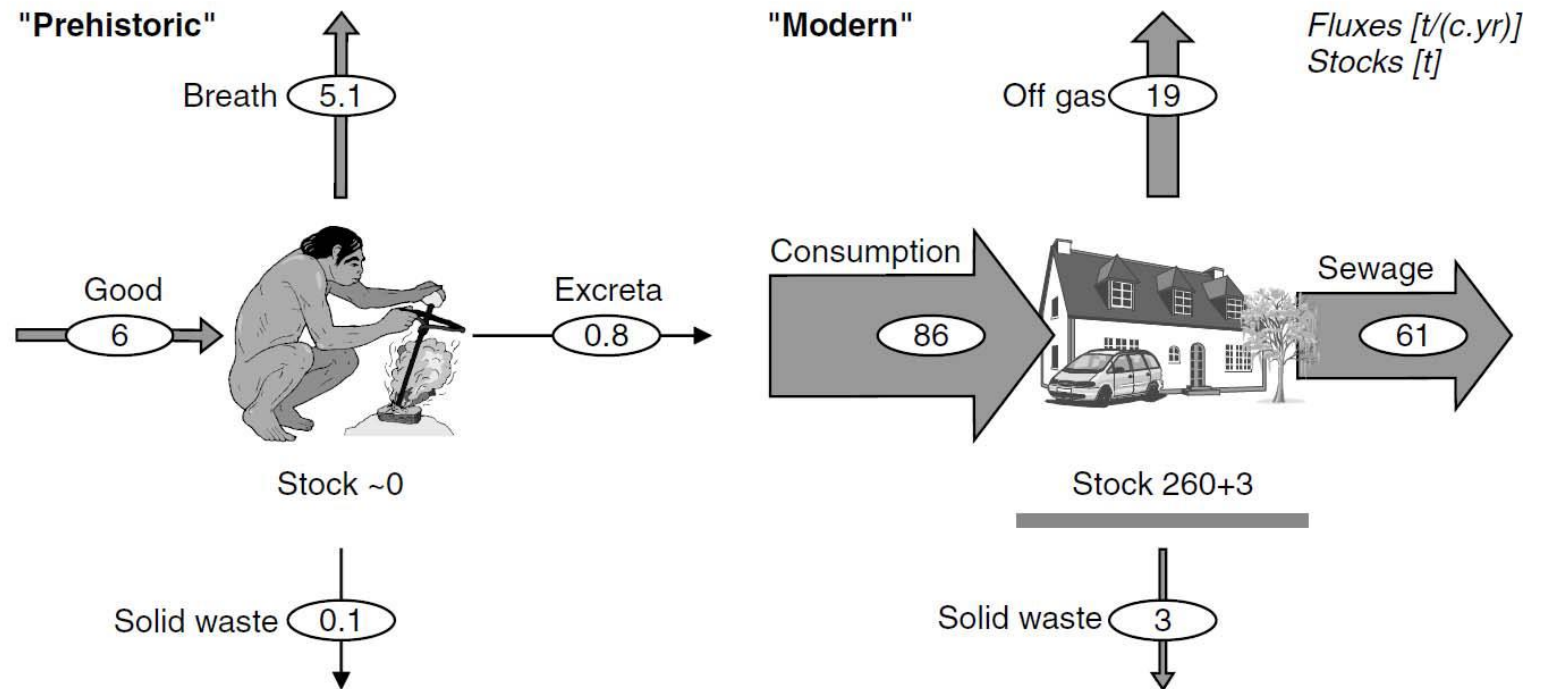 "Prehistoric"
Breath 5.1
Good
6
Excreta
0.8
Stock ~0
Solid waste 0.1
"Modern"
Fluxes [t/(c.yr)]
Stocks [t]
Off gas 19
Consumption
86
Sewage
61
Stock 260+3
Solid waste 3